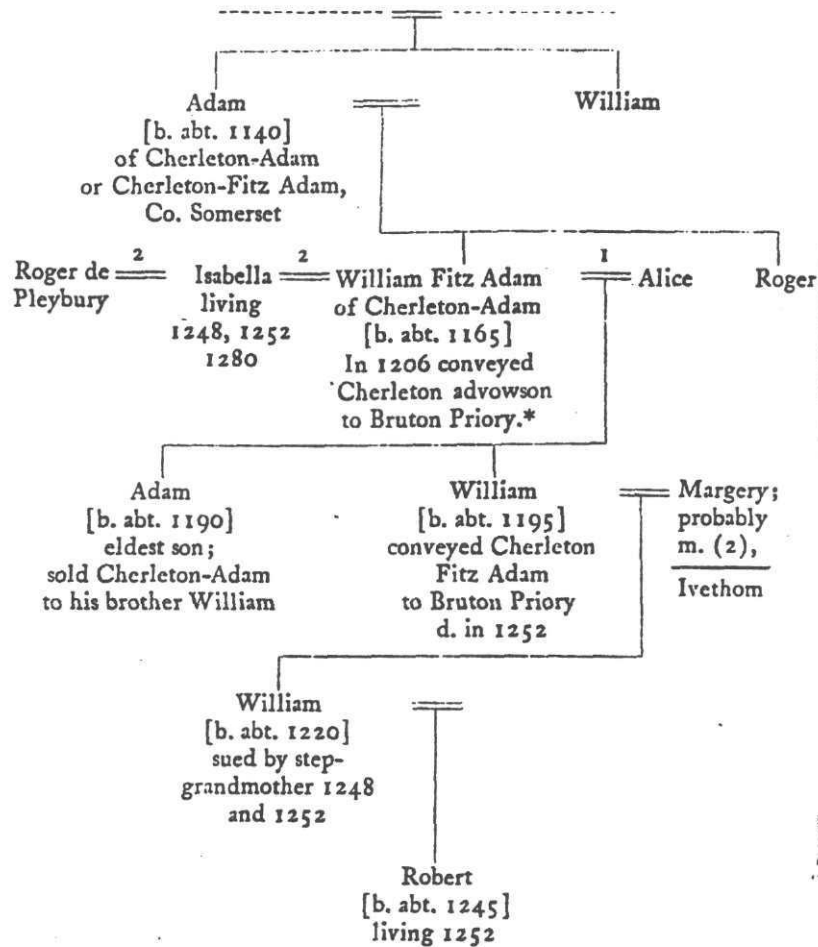 Adam
[b. abt. 1140]
of Cherleton-Adam
or Cherleton-Fitz Adam,
Co. Somerset
William
Roger de
Pleybury
2
Isabella
living
1248, 1252
1280
2
William Fitz Adam
of Cherleton-Adam
[b. abt. 1165]
In 1206 conveyed
Cherleton advowson
to Bruton Priory.*
1
Alice
Roger
Adam
[b. abt. 1190]
eldest son;
sold Cherleton-Adam
to his brother William
William
[b. abt. 1195]
conveyed Cherleton
Fitz Adam
to Bruton Priory
d. in 1252
Margery;
probably
m. (2),
Ivethorn
William
[b. abt. 1220]
sued by step-
grandmother 1248
and 1252
Robert
[b. abt. 1245]
living 1252